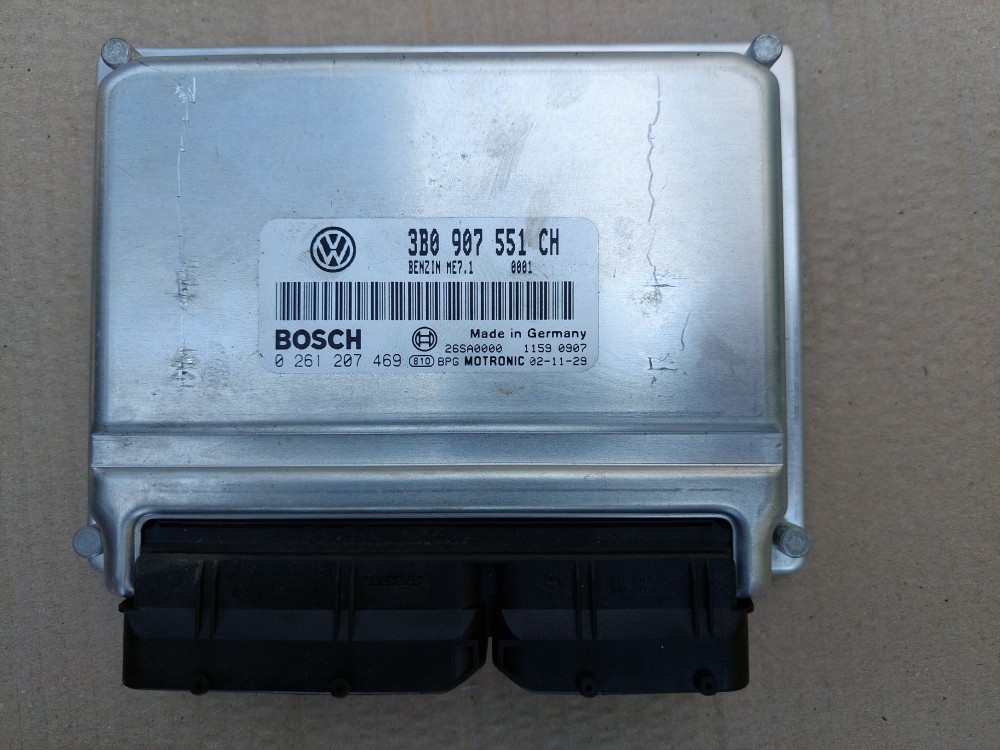 3B0 907 551 CH
BENZIN ME7.1 0001
BOSCH
Made in Germany
26SA0000 1159 0907
0 261 207 469 810 BPG MOTRONIC 02-11-29